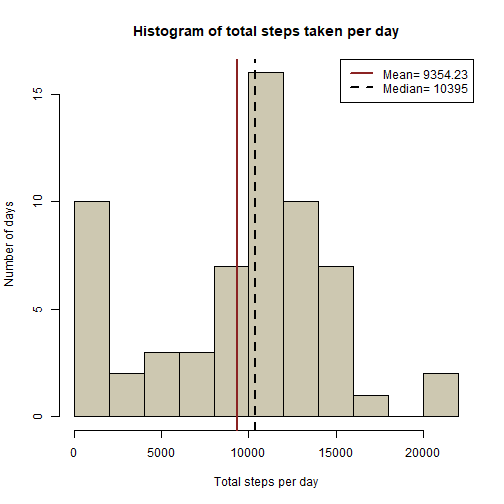 Histogram of total steps taken per day
Mean= 9354.23
Median= 10395
Number of days
15
10
5
0
0 5000 10000 15000 20000
Total steps per day